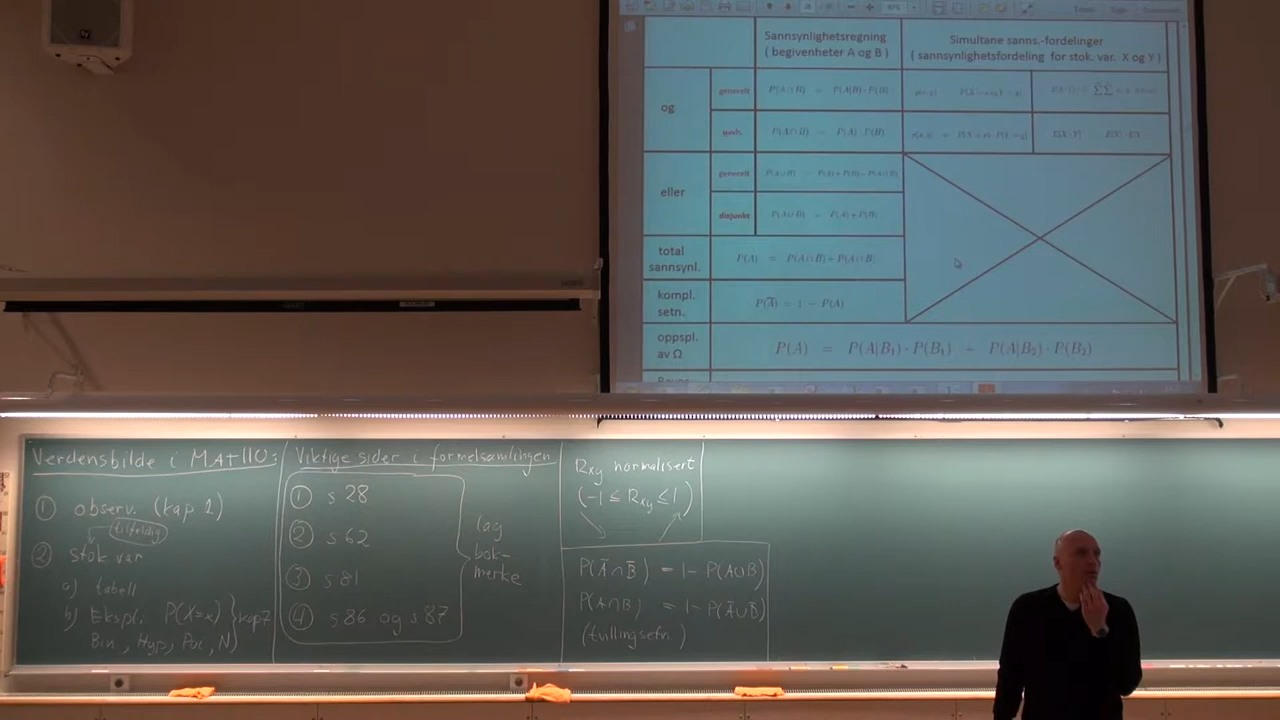 Sannsynlighetsregning
( begivenheter A og B )
Simultane sanns.-fordelinger
( sannsynlighetsfordeling for stok. var. X og Y )
og
generelt
P(A∩B) = P(A|B)·P(B)
uavh.
P(A∩B) = P(A)·P(B)
eller
generelt
P(A∪B) = P(A)+P(B)−P(A∩B)
disjunkt
P(A∪B) = P(A)+P(B)
total
sannsynl.
kompl.
setn.
P(A̅) = 1 − P(A)
oppspl.
av Ω
P(A) = P(A|B₁)·P(B₁) + P(A|B₂)·P(B₂)
Verdensbilde i MAT110:
① observ. (kap 2)
tilfeldig
② stok var
a) tabell
b) Ekspl. P(X=x) } kap7
Bin, Hyp, Poi, N)
Viktige sider i formelsamlingen
① s 28
② s 62
③ s 81
④ s 86 og s 87
lag
bok-
merke
Rxy normalisert
(-1 ≤ Rxy ≤ 1)
P(A̅∩B̅) = 1-P(A∪B)
P(A∩B) = 1-P(A̅∪B̅)
(tvillingsetn.)